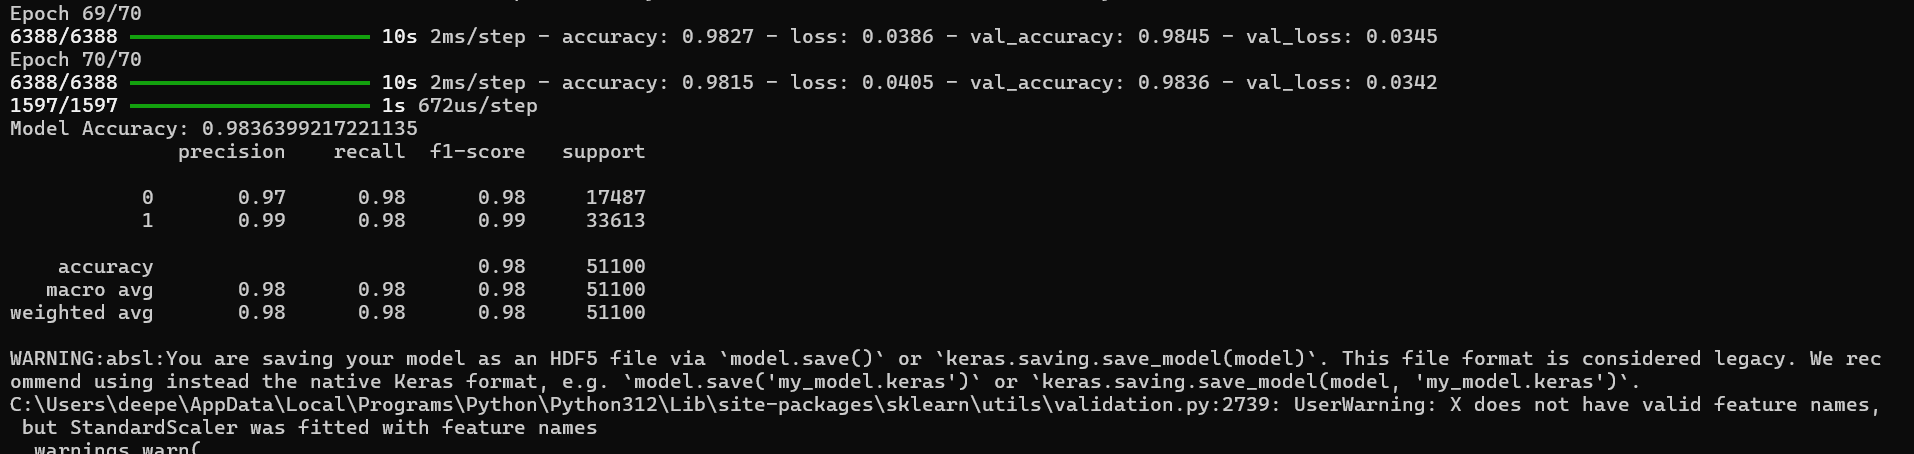 Epoch 69/70
6388/6388 ━━━━━━━━━━━━━━━━━━━━ 10s 2ms/step - accuracy: 0.9827 - loss: 0.0386 - val_accuracy: 0.9845 - val_loss: 0.0345
Epoch 70/70
6388/6388 ━━━━━━━━━━━━━━━━━━━━ 10s 2ms/step - accuracy: 0.9815 - loss: 0.0405 - val_accuracy: 0.9836 - val_loss: 0.0342
1597/1597 ━━━━━━━━━━━━━━━━━━━━ 1s 672us/step
Model Accuracy: 0.9836399217221135
              precision    recall  f1-score   support
           0       0.97      0.98      0.98     17487
           1       0.99      0.98      0.99     33613
    accuracy                           0.98     51100
   macro avg       0.98      0.98      0.98     51100
weighted avg       0.98      0.98      0.98     51100
WARNING:absl:You are saving your model as an HDF5 file via `model.save()` or `keras.saving.save_model(model)`. This file format is considered legacy. We rec
ommend using instead the native Keras format, e.g. `model.save('my_model.keras')` or `keras.saving.save_model(model, 'my_model.keras')`.
C:\Users\deepe\AppData\Local\Programs\Python\Python312\Lib\site-packages\sklearn\utils\validation.py:2739: UserWarning: X does not have valid feature names,
 but StandardScaler was fitted with feature names
  warnings.warn(